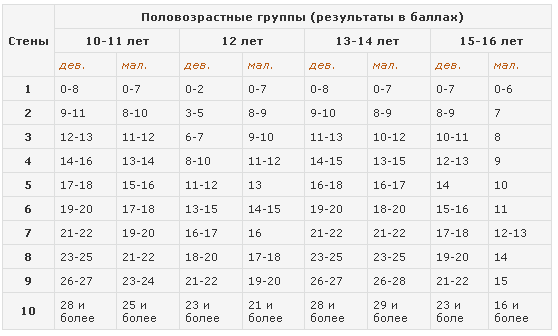 Стены Половозрастные группы (результаты в баллах)
10-11 лет 12 лет 13-14 лет 15-16 лет
дев. мал. дев. мал. дев. мал. дев. мал.
1 0-8 0-7 0-2 0-7 0-8 0-7 0-7 0-6
2 9-11 8-10 3-5 8-9 9-10 8-9 8-9 7
3 12-13 11-12 6-7 9-10 11-13 10-12 10-11 8
4 14-16 13-14 8-10 11-12 14-15 13-15 12-13 9
5 17-18 15-16 11-12 13 16-18 16-17 14 10
6 19-20 17-18 13-15 14-15 19-20 18-20 15-16 11
7 21-22 19-20 16-17 16 21-22 21-22 17-18 12-13
8 23-25 21-22 18-20 17-18 23-25 23-25 19-20 14
9 26-27 23-24 21-22 19-20 26-27 26-28 21-22 15
10 28 и более 25 и более 23 и более 21 и более 28 и более 29 и более 23 и боле 16 и более